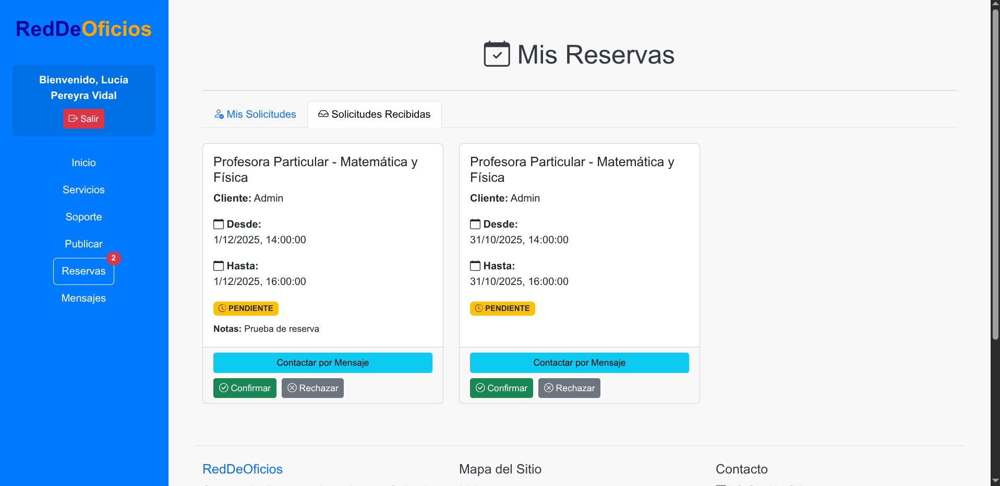 RedDeOficios
Bienvenido, Lucía
Pereyra Vidal
Salir
Inicio
Servicios
Soporte
Publicar
2
Reservas
Mensajes
Mis Reservas
Mis Solicitudes
Solicitudes Recibidas
Profesora Particular - Matemática y
Física
Cliente: Admin
Desde:
1/12/2025, 14:00:00
Hasta:
1/12/2025, 16:00:00
PENDIENTE
Notas: Prueba de reserva
Contactar por Mensaje
Confirmar
Rechazar
Profesora Particular - Matemática y
Física
Cliente: Admin
Desde:
31/10/2025, 14:00:00
Hasta:
31/10/2025, 16:00:00
PENDIENTE
Contactar por Mensaje
Confirmar
Rechazar
RedDeOficios
Mapa del Sitio
Contacto